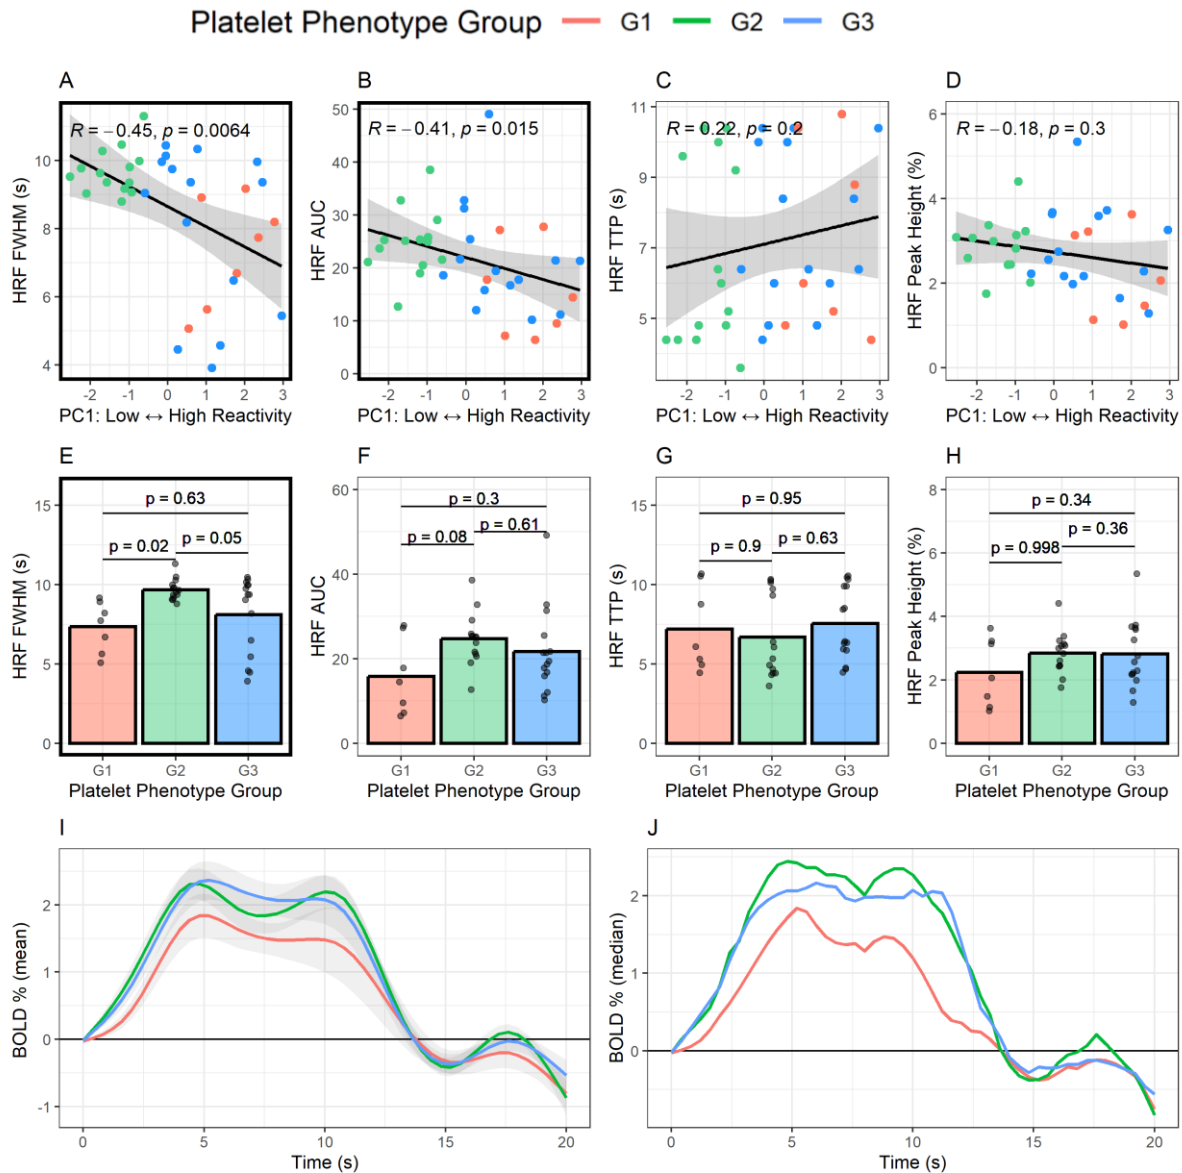 Platelet Phenotype Group G1 G2 G3
A
R = −0.45, p = 0.0064
HRF FWHM (s)
10
8
6
4
-2 -1 0 1 2 3
PC1: Low ↔ High Reactivity
B
R = −0.41, p = 0.015
HRF AUC
50
40
30
20
10
0
-2 -1 0 1 2 3
PC1: Low ↔ High Reactivity
C
R = 0.22, p = 0.2
HRF TTP (s)
11
9
7
5
-2 -1 0 1 2 3
PC1: Low ↔ High Reactivity
D
R = −0.18, p = 0.3
HRF Peak Height (%)
6
4
2
0
-2 -1 0 1 2 3
PC1: Low ↔ High Reactivity
E
HRF FWHM (s)
15
10
5
0
p = 0.63
p = 0.02
p = 0.05
G1 G2 G3
Platelet Phenotype Group
F
HRF AUC
60
40
20
0
p = 0.3
p = 0.08
p = 0.61
G1 G2 G3
Platelet Phenotype Group
G
HRF TTP (s)
15
10
5
0
p = 0.95
p = 0.9
p = 0.63
G1 G2 G3
Platelet Phenotype Group
H
HRF Peak Height (%)
8
6
4
2
0
p = 0.34
p = 0.998
p = 0.36
G1 G2 G3
Platelet Phenotype Group
I
BOLD % (mean)
2
1
0
-1
0 5 10 15 20
Time (s)
J
BOLD % (median)
2
1
0
0 5 10 15 20
Time (s)